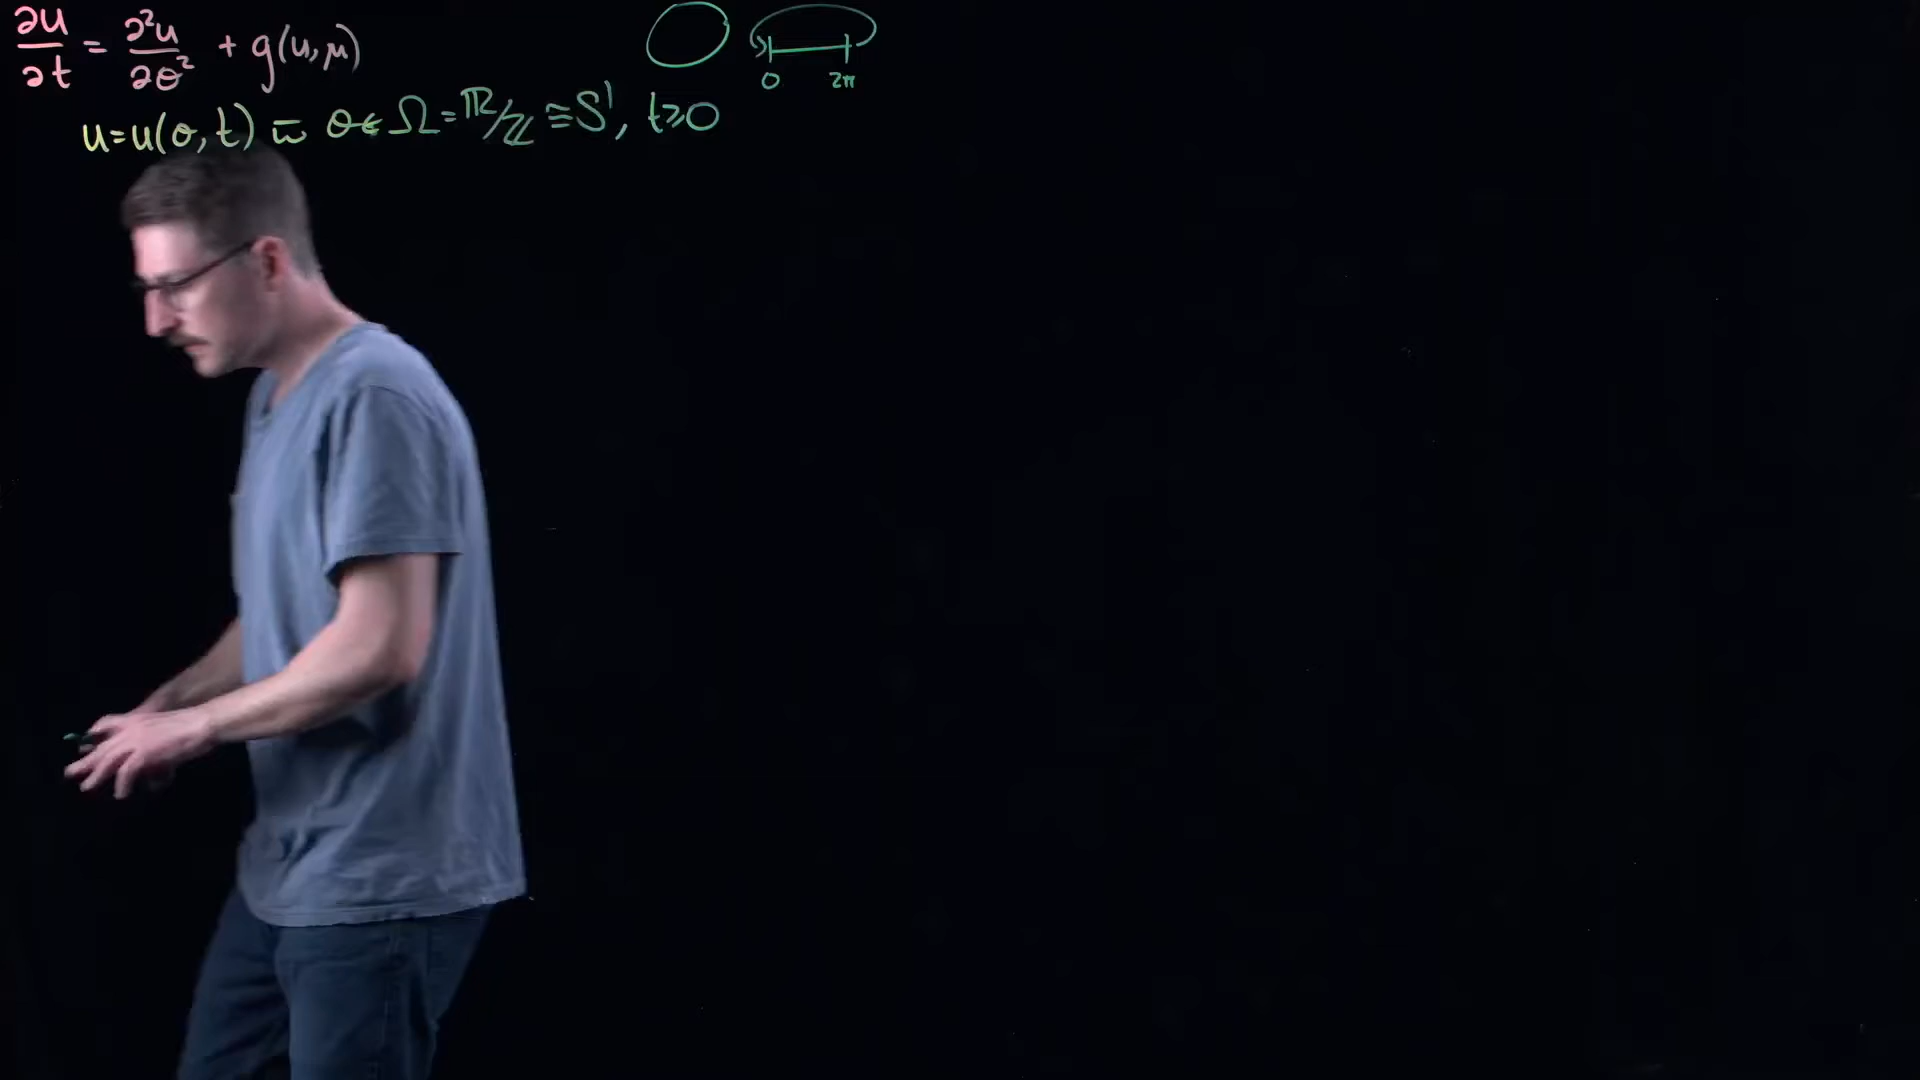 ∂u/∂t = ∂²u/∂θ² + g(u,μ)
0 2π
u=u(θ,t) w θ∈Ω=ℝ/ℤ≅S¹, t≥0